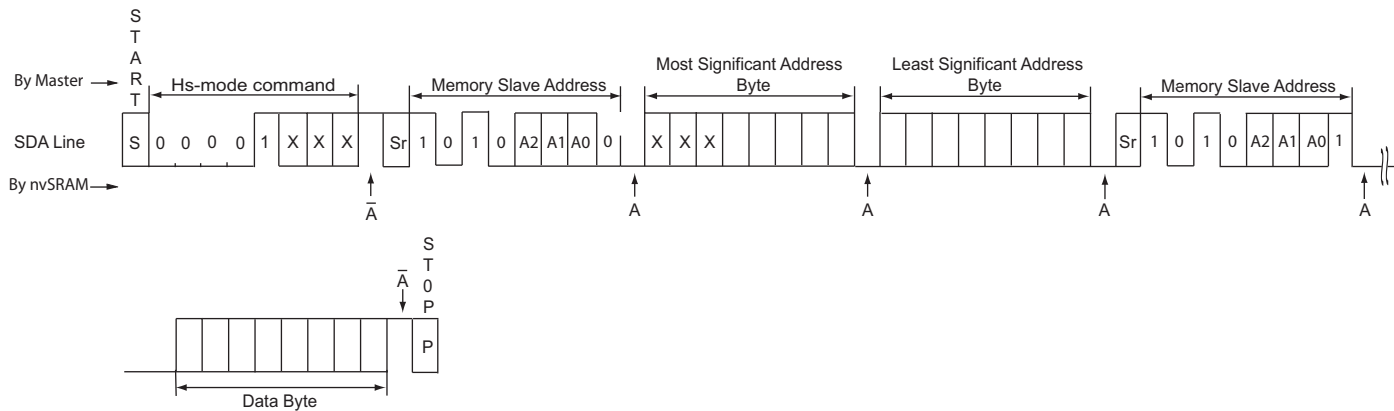 START
By Master
Hs-mode command
Memory Slave Address
Most Significant Address Byte
Least Significant Address Byte
Memory Slave Address
SDA Line
S 0 0 0 0 1 X X X Sr 1 0 1 0 A2 A1 A0 0 X X X Sr 1 0 1 0 A2 A1 A0 1
By nvSRAM
A̅ A A A A
A̅
ST0P
P
Data Byte